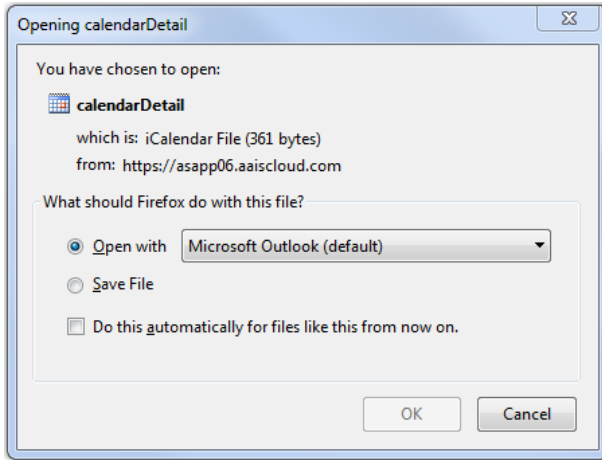 Opening calendarDetail
You have chosen to open:
calendarDetail
which is: iCalendar File (361 bytes)
from: https://asapp06.aaiscloud.com
What should Firefox do with this file?
Open with Microsoft Outlook (default)
Save File
Do this automatically for files like this from now on.
OK Cancel